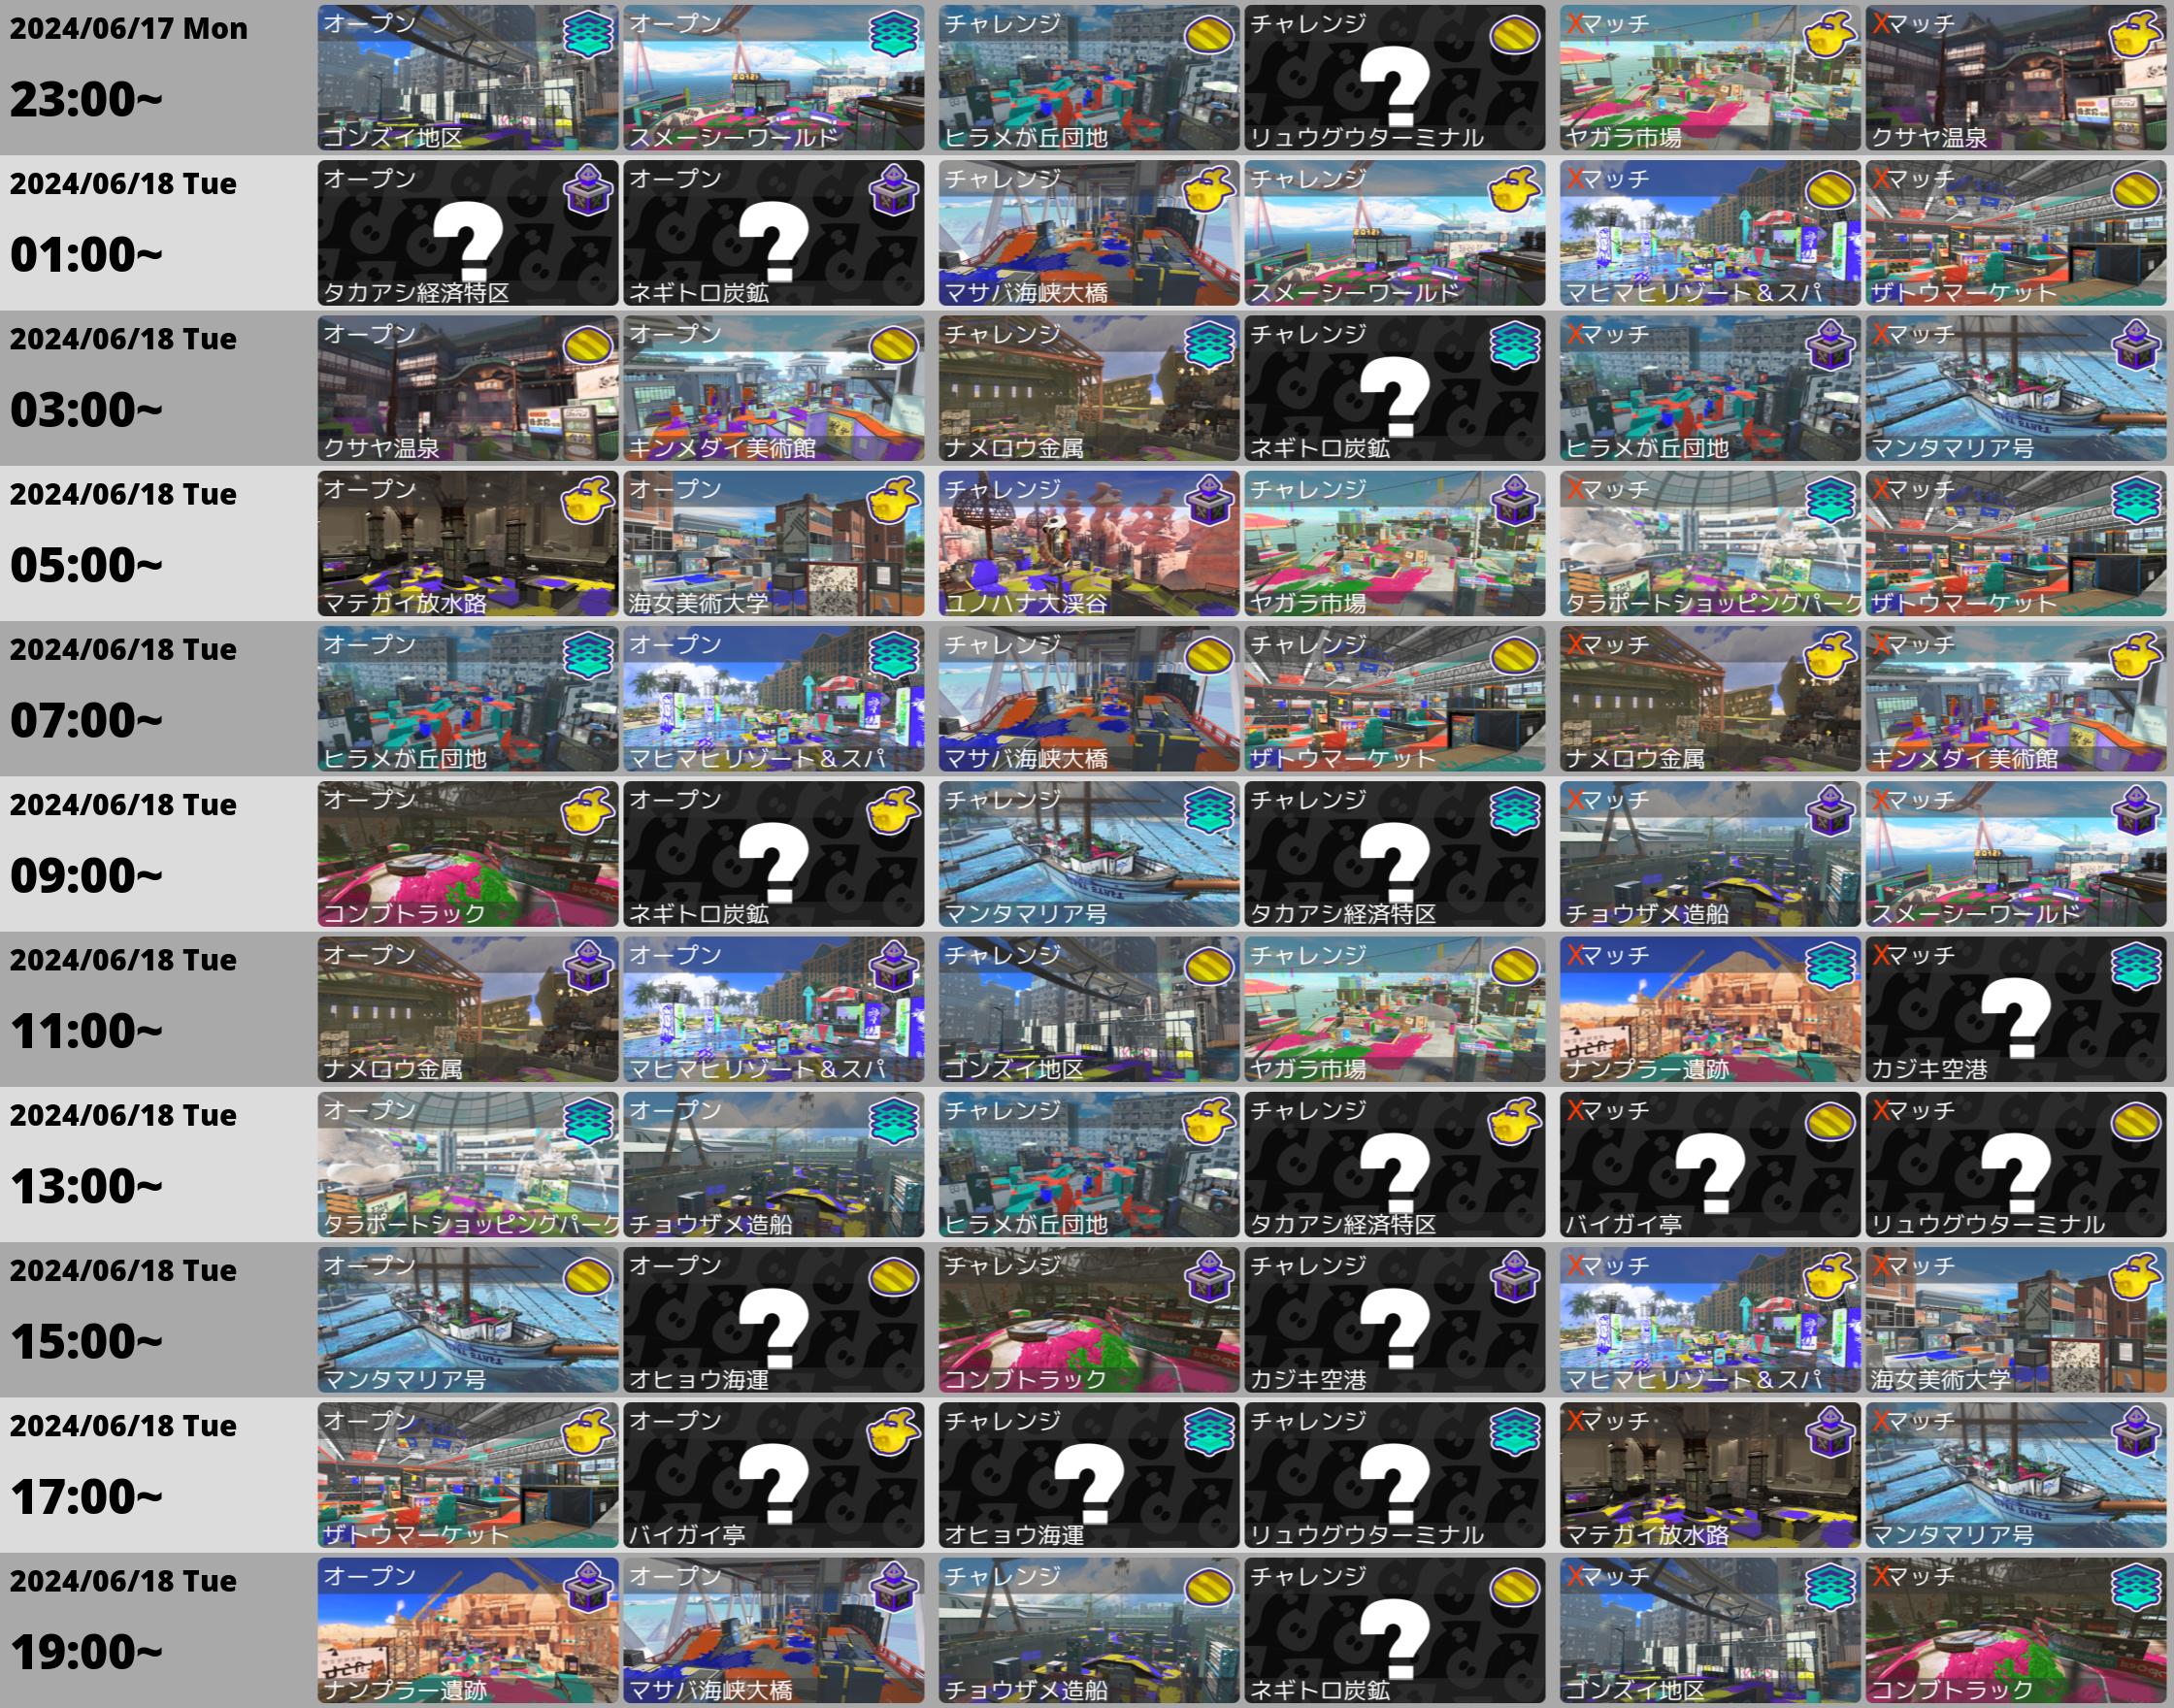 2024/06/17 Mon
23:00~
オープン
ゴンズイ地区
オープン
スメーシーワールド
チャレンジ
ヒラメが丘団地
チャレンジ
?
リュウグウターミナル
Xマッチ
ヤガラ市場
Xマッチ
クサヤ温泉
2024/06/18 Tue
01:00~
オープン
?
タカアシ経済特区
オープン
?
ネギトロ炭鉱
チャレンジ
マサバ海峡大橋
チャレンジ
スメーシーワールド
Xマッチ
マヒマヒリゾート＆スパ
Xマッチ
ザトウマーケット
2024/06/18 Tue
03:00~
オープン
クサヤ温泉
オープン
キンメダイ美術館
チャレンジ
ナメロウ金属
チャレンジ
?
ネギトロ炭鉱
Xマッチ
ヒラメが丘団地
Xマッチ
マンタマリア号
2024/06/18 Tue
05:00~
オープン
マテガイ放水路
オープン
海女美術大学
チャレンジ
ユノハナ大渓谷
チャレンジ
ヤガラ市場
Xマッチ
タラポートショッピングパーク
Xマッチ
ザトウマーケット
2024/06/18 Tue
07:00~
オープン
ヒラメが丘団地
オープン
マヒマヒリゾート＆スパ
チャレンジ
マサバ海峡大橋
チャレンジ
ザトウマーケット
Xマッチ
ナメロウ金属
Xマッチ
キンメダイ美術館
2024/06/18 Tue
09:00~
オープン
コンブトラック
オープン
?
ネギトロ炭鉱
チャレンジ
マンタマリア号
チャレンジ
?
タカアシ経済特区
Xマッチ
チョウザメ造船
Xマッチ
スメーシーワールド
2024/06/18 Tue
11:00~
オープン
ナメロウ金属
オープン
マヒマヒリゾート＆スパ
チャレンジ
ゴンズイ地区
チャレンジ
ヤガラ市場
Xマッチ
ナンプラー遺跡
Xマッチ
?
カジキ空港
2024/06/18 Tue
13:00~
オープン
タラポートショッピングパーク
オープン
チョウザメ造船
チャレンジ
ヒラメが丘団地
チャレンジ
?
タカアシ経済特区
Xマッチ
?
バイガイ亭
Xマッチ
?
リュウグウターミナル
2024/06/18 Tue
15:00~
オープン
マンタマリア号
オープン
?
オヒョウ海運
チャレンジ
コンブトラック
チャレンジ
?
カジキ空港
Xマッチ
マヒマヒリゾート＆スパ
Xマッチ
海女美術大学
2024/06/18 Tue
17:00~
オープン
ザトウマーケット
オープン
?
バイガイ亭
チャレンジ
?
オヒョウ海運
チャレンジ
?
リュウグウターミナル
Xマッチ
マテガイ放水路
Xマッチ
マンタマリア号
2024/06/18 Tue
19:00~
オープン
ナンプラー遺跡
オープン
マサバ海峡大橋
チャレンジ
チョウザメ造船
チャレンジ
?
ネギトロ炭鉱
Xマッチ
ゴンズイ地区
Xマッチ
コンブトラック